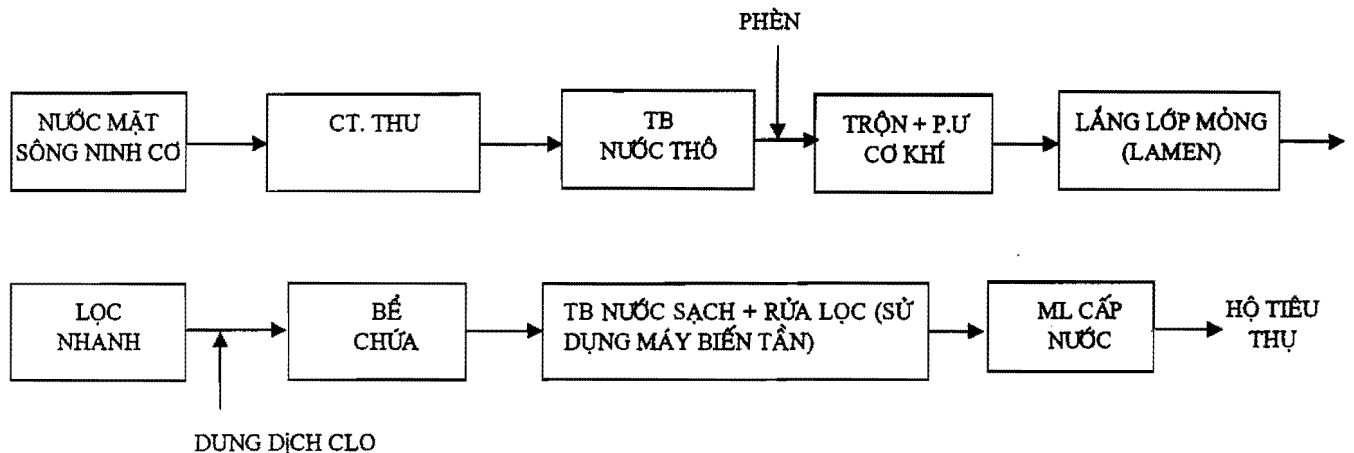 PHÈN
NƯỚC MẶT
SÔNG NINH CƠ
CT. THU
TB
NƯỚC THÔ
TRỘN + P.Ư
CƠ KHÍ
LẮNG LỚP MỎNG
(LAMEN)
LỌC
NHANH
BỂ
CHỨA
TB NƯỚC SẠCH + RỬA LỌC (SỬ
DỤNG MÁY BIẾN TẦN)
ML CẤP
NƯỚC
HỘ TIÊU
THỤ
DUNG DỊCH CLO